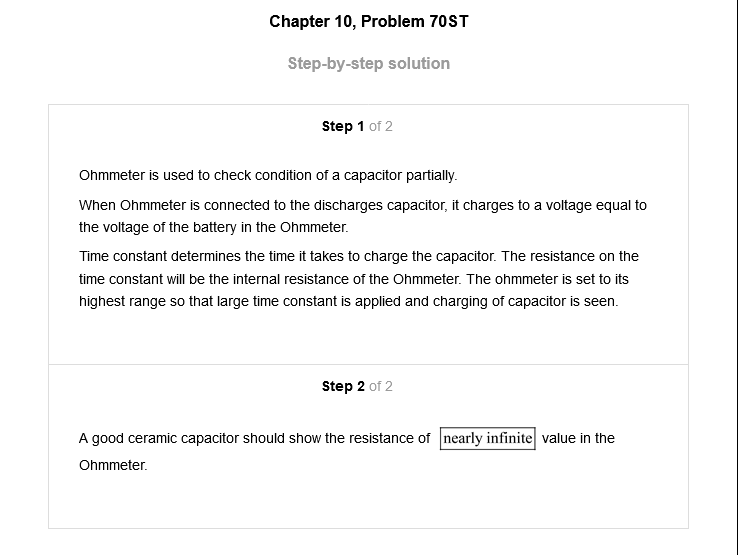 Chapter 10, Problem 70ST
Step-by-step solution
Step 1 of 2
Ohmmeter is used to check condition of a capacitor partially.
When Ohmmeter is connected to the discharges capacitor, it charges to a voltage equal to
the voltage of the battery in the Ohmmeter.
Time constant determines the time it takes to charge the capacitor. The resistance on the
time constant will be the internal resistance of the Ohmmeter. The ohmmeter is set to its
highest range so that large time constant is applied and charging of capacitor is seen.
Step 2 of 2
A good ceramic capacitor should show the resistance of nearly infinite value in the
Ohmmeter.